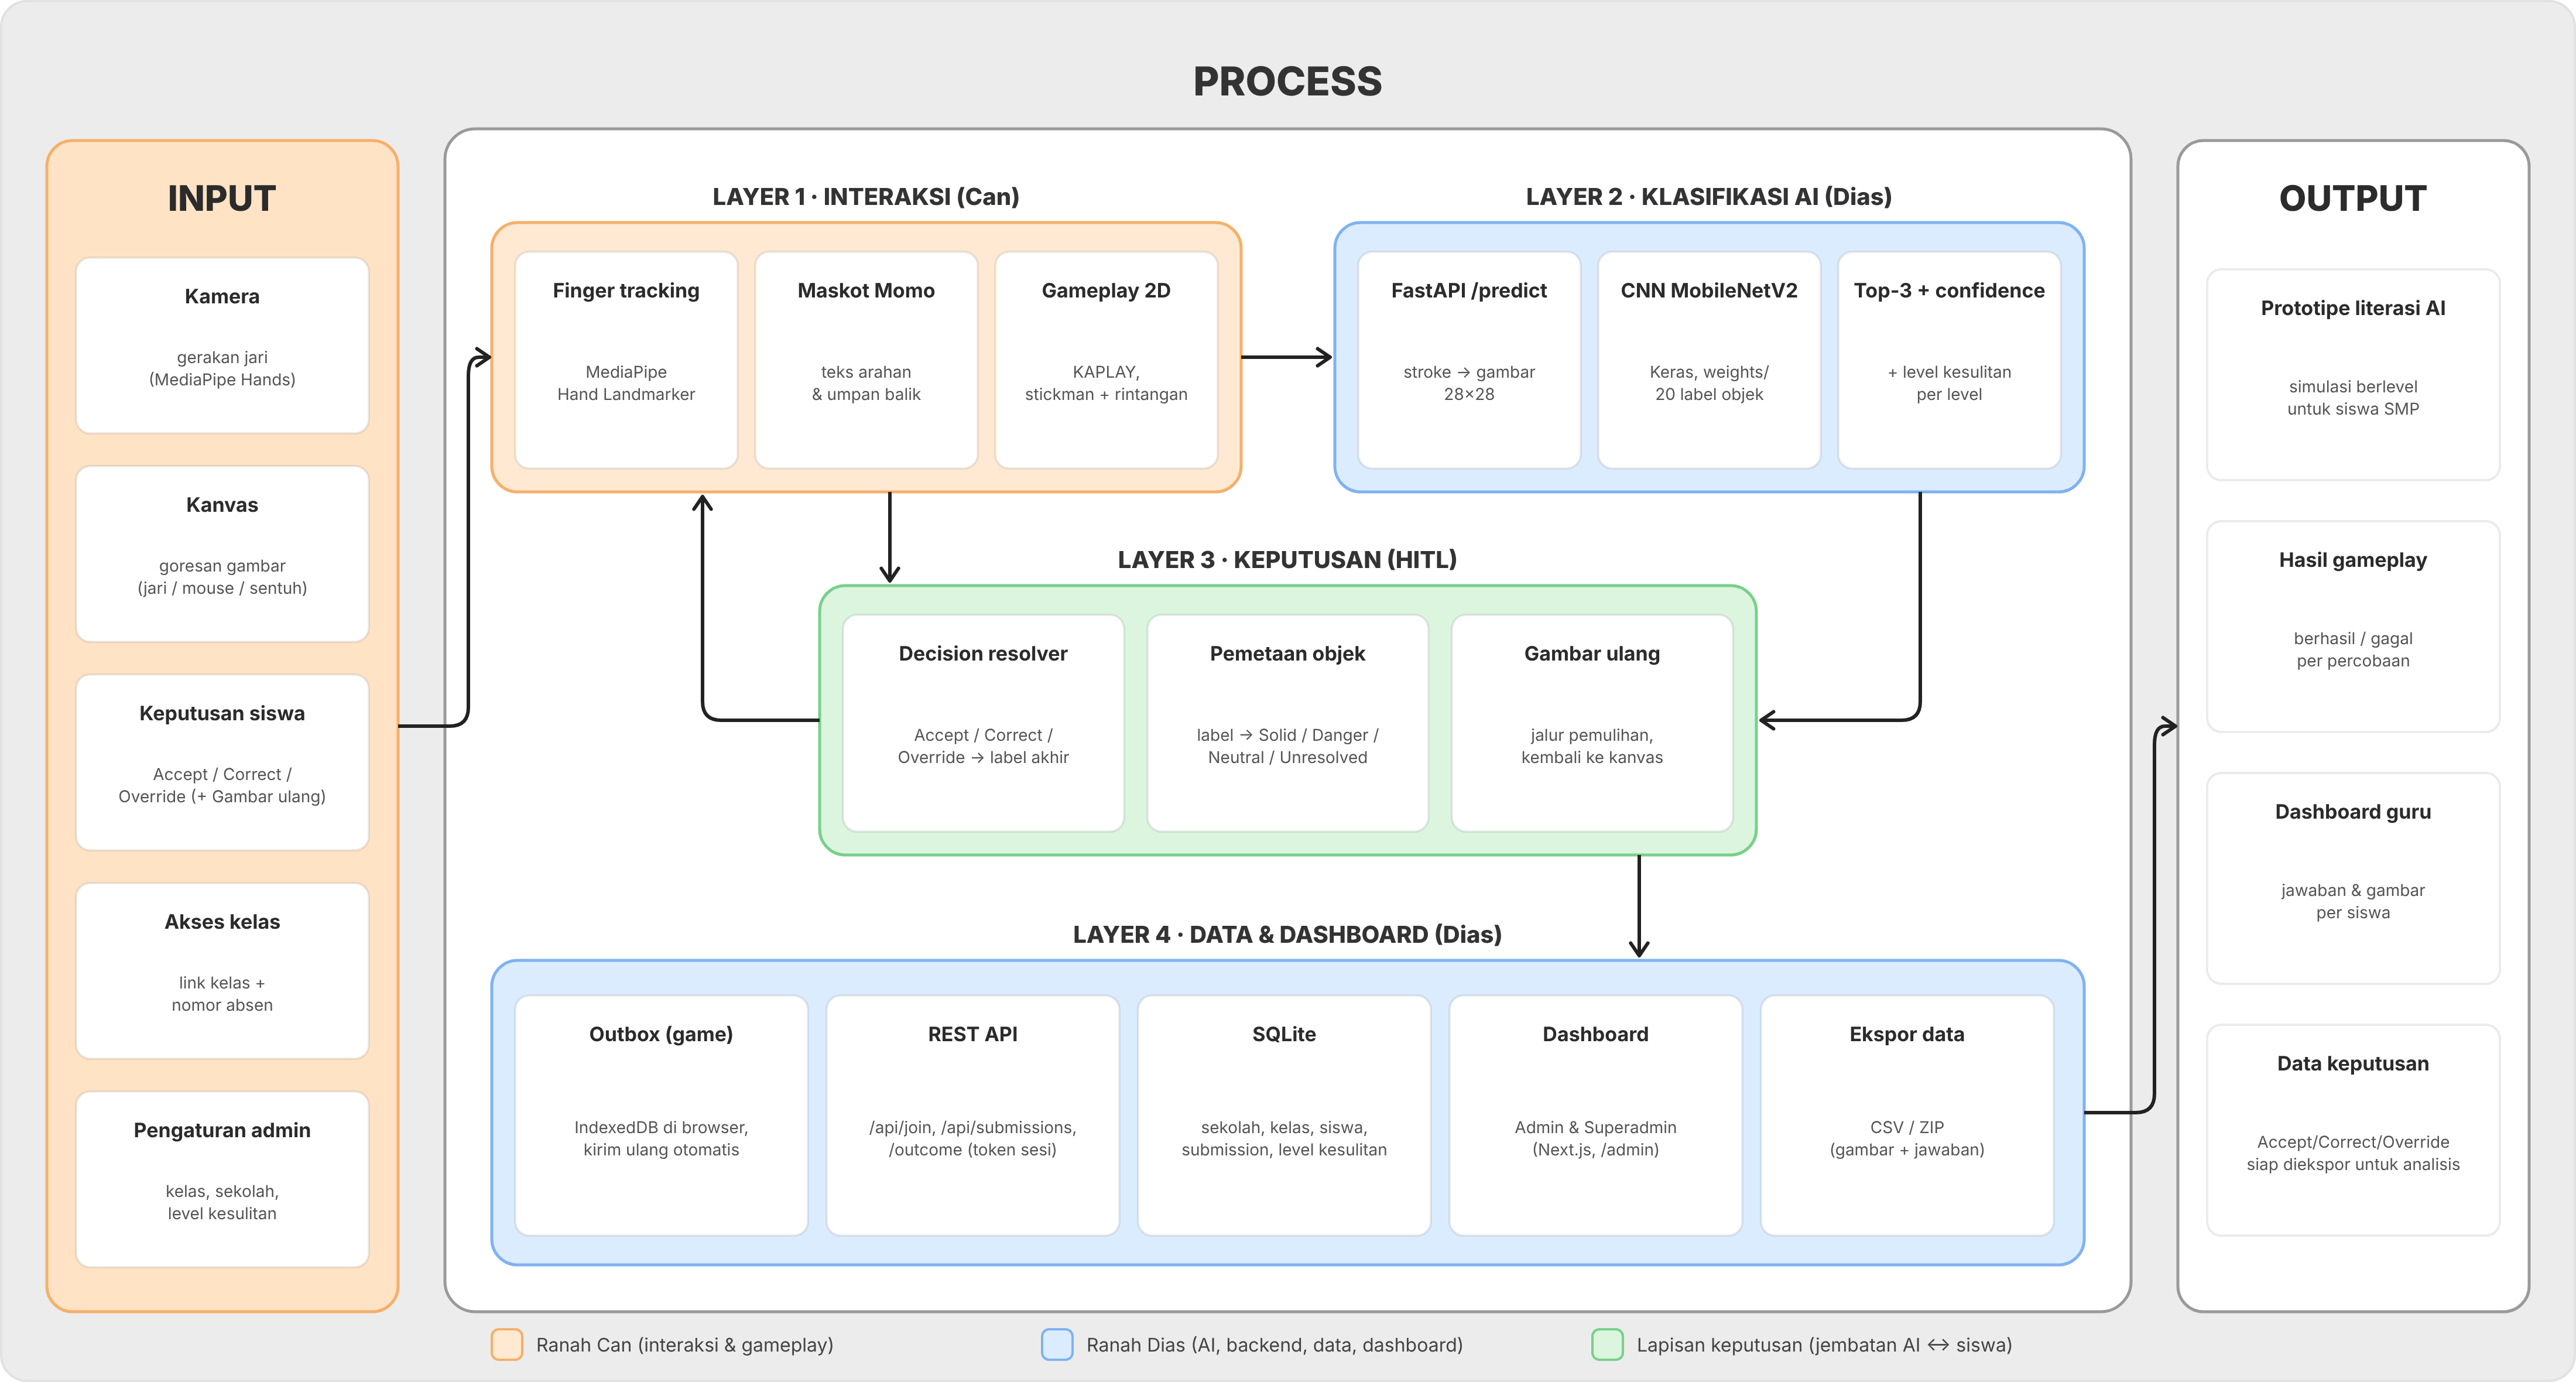 PROCESS
INPUT
Kamera
gerakan jari
(MediaPipe Hands)
Kanvas
goresan gambar
(jari / mouse / sentuh)
Keputusan siswa
Accept / Correct /
Override (+ Gambar ulang)
Akses kelas
link kelas +
nomor absen
Pengaturan admin
kelas, sekolah,
level kesulitan
LAYER 1 · INTERAKSI (Can)
Finger tracking
MediaPipe
Hand Landmarker
Maskot Momo
teks arahan
& umpan balik
Gameplay 2D
KAPLAY,
stickman + rintangan
LAYER 2 · KLASIFIKASI AI (Dias)
FastAPI /predict
stroke → gambar
28×28
CNN MobileNetV2
Keras, weights/
20 label objek
Top-3 + confidence
+ level kesulitan
per level
LAYER 3 · KEPUTUSAN (HITL)
Decision resolver
Accept / Correct /
Override → label akhir
Pemetaan objek
label → Solid / Danger /
Neutral / Unresolved
Gambar ulang
jalur pemulihan,
kembali ke kanvas
LAYER 4 · DATA & DASHBOARD (Dias)
Outbox (game)
IndexedDB di browser,
kirim ulang otomatis
REST API
/api/join, /api/submissions,
/outcome (token sesi)
SQLite
sekolah, kelas, siswa,
submission, level kesulitan
Dashboard
Admin & Superadmin
(Next.js, /admin)
Ekspor data
CSV / ZIP
(gambar + jawaban)
OUTPUT
Prototipe literasi AI
simulasi berlevel
untuk siswa SMP
Hasil gameplay
berhasil / gagal
per percobaan
Dashboard guru
jawaban & gambar
per siswa
Data keputusan
Accept/Correct/Override
siap diekspor untuk analisis
Ranah Can (interaksi & gameplay)
Ranah Dias (AI, backend, data, dashboard)
Lapisan keputusan (jembatan AI ↔ siswa)